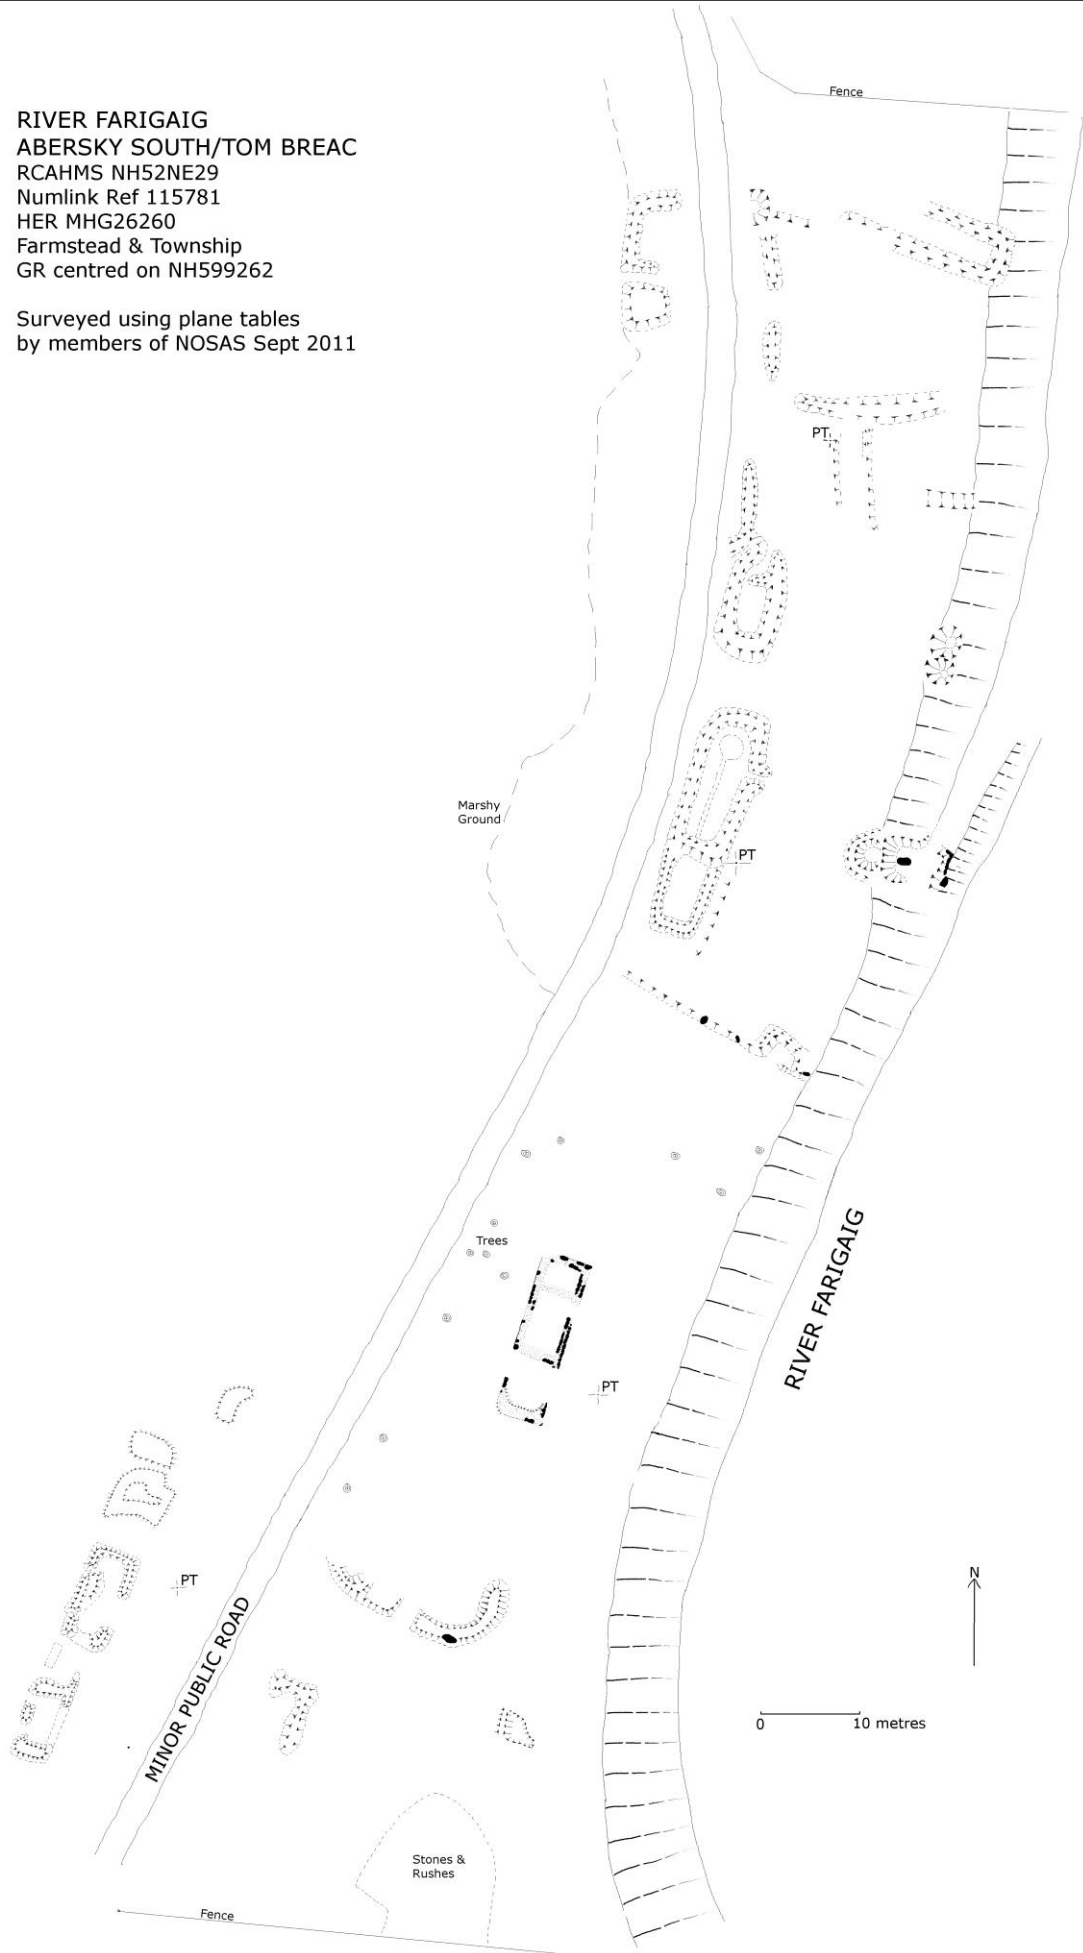 RIVER FARIGAIG
ABERSKY SOUTH/TOM BREAC
RCAHMS NH52NE29
Numlink Ref 115781
HER MHG26260
Farmstead & Township
GR centred on NH599262
Surveyed using plane tables
by members of NOSAS Sept 2011
Fence
PT
Marshy
Ground
PT
Trees
RIVER FARIGAIG
PT
PT
MINOR PUBLIC ROAD
N
0 10 metres
Stones &
Rushes
Fence